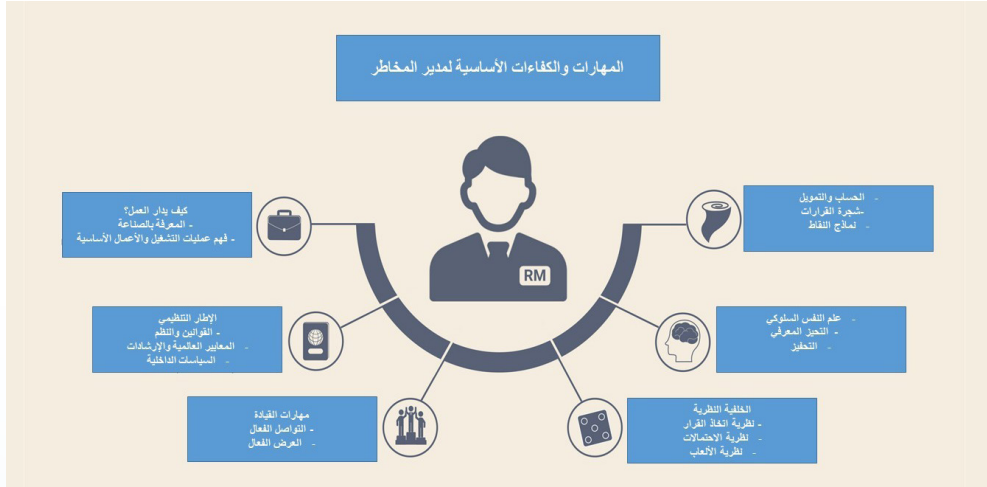 المهارات والكفاءات الأساسية لمدير المخاطر
- الحساب والتمويل
-شجرة القرارات
- نماذج النقاط
كيف يدار العمل؟
- المعرفة بالصناعة
- فهم عمليات التشغيل والأعمال الأساسية
RM
- علم النفس السلوكي
- التحيز المعرفي
- التحفيز
الإطار التنظيمي
- القوانين والنظم
- المعايير العالمية والإرشادات
- السياسات الداخلية
الخلفية النظرية
- نظرية اتخاذ القرار
- نظرية الاحتمالات
- نظرية الألعاب
مهارات القيادة
- التواصل الفعال
- العرض الفعال